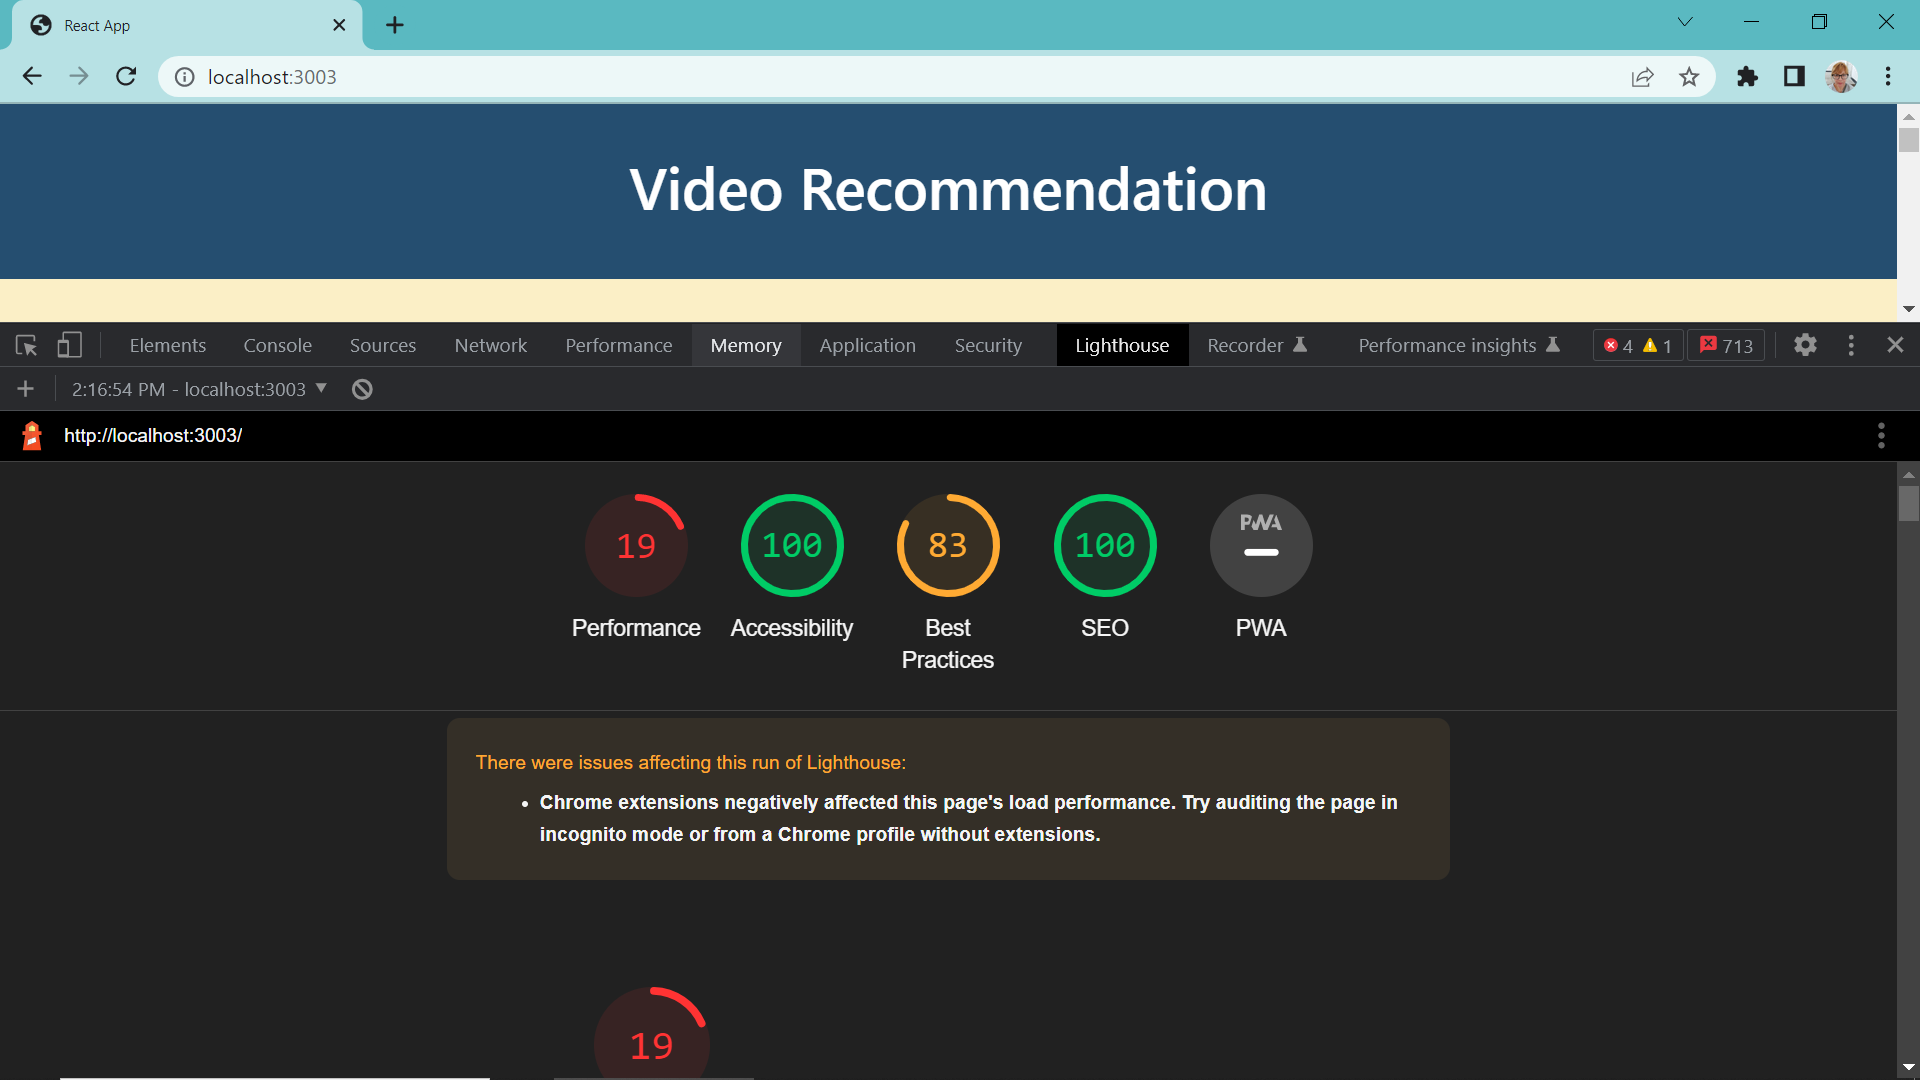 React App
localhost:3003
Video Recommendation
Elements Console Sources Network Performance Memory Application Security Lighthouse Recorder Performance insights 4 1 713
2:16:54 PM - localhost:3003
http://localhost:3003/
19 100 83 100 PWA
Performance Accessibility Best Practices SEO PWA
There were issues affecting this run of Lighthouse:
• Chrome extensions negatively affected this page's load performance. Try auditing the page in
incognito mode or from a Chrome profile without extensions.
19